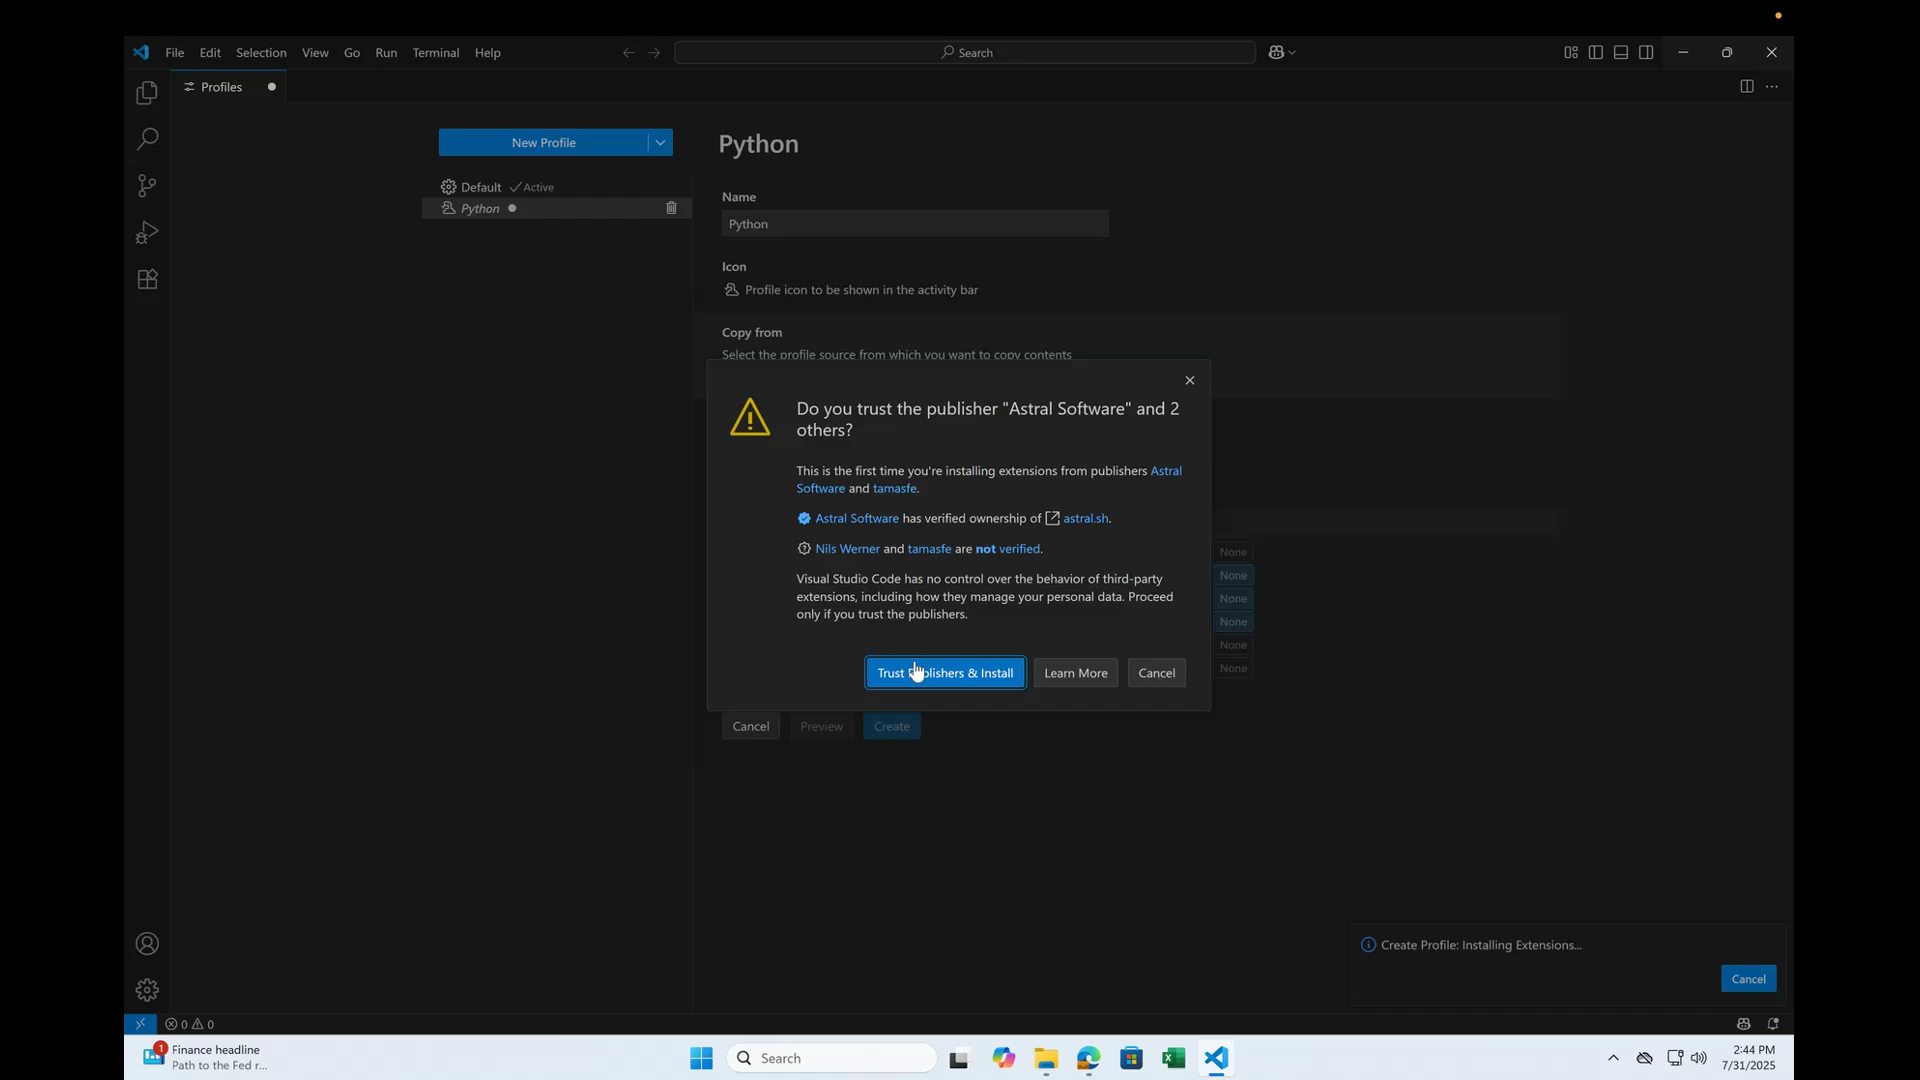 File Edit Selection View Go Run Terminal Help
Search
Profiles
New Profile
Default Active
Python
Python
Name
Python
Icon
Profile icon to be shown in the activity bar
Copy from
Select the profile source from which you want to copy contents
Do you trust the publisher "Astral Software" and 2
others?
This is the first time you're installing extensions from publishers Astral
Software and tamasfe.
Astral Software has verified ownership of astral.sh.
Nils Werner and tamasfe are not verified.
Visual Studio Code has no control over the behavior of third-party
extensions, including how they manage your personal data. Proceed
only if you trust the publishers.
Trust Publishers & Install Learn More Cancel
None
None
None
None
None
None
Cancel Preview Create
Create Profile: Installing Extensions...
Cancel
0 0
1
Finance headline
Path to the Fed r...
Search
2:44 PM
7/31/2025